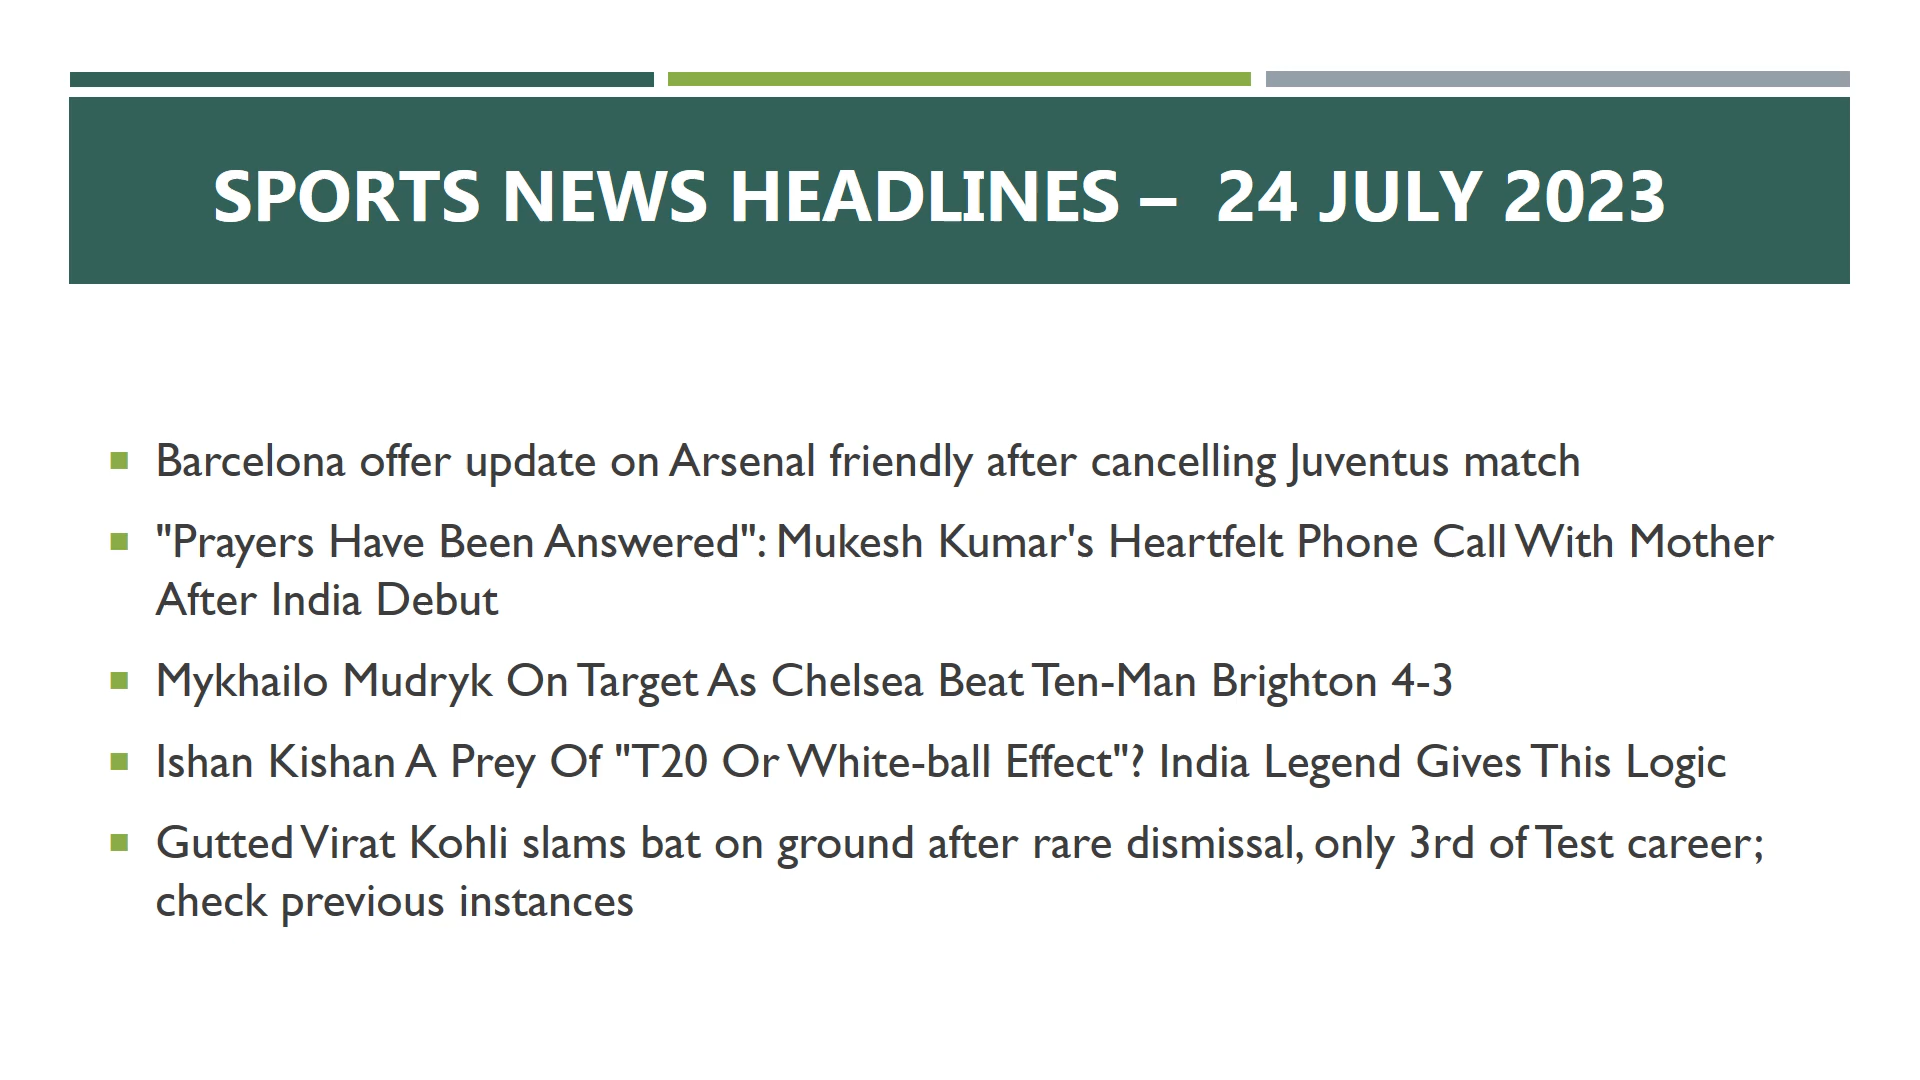 SPORTS NEWS HEADLINES – 24 JULY 2023
Barcelona offer update on Arsenal friendly after cancelling Juventus match
"Prayers Have Been Answered": Mukesh Kumar's Heartfelt Phone Call With Mother
After India Debut
Mykhailo Mudryk On Target As Chelsea Beat Ten-Man Brighton 4-3
Ishan Kishan A Prey Of "T20 Or White-ball Effect"? India Legend Gives This Logic
Gutted Virat Kohli slams bat on ground after rare dismissal, only 3rd of Test career;
check previous instances